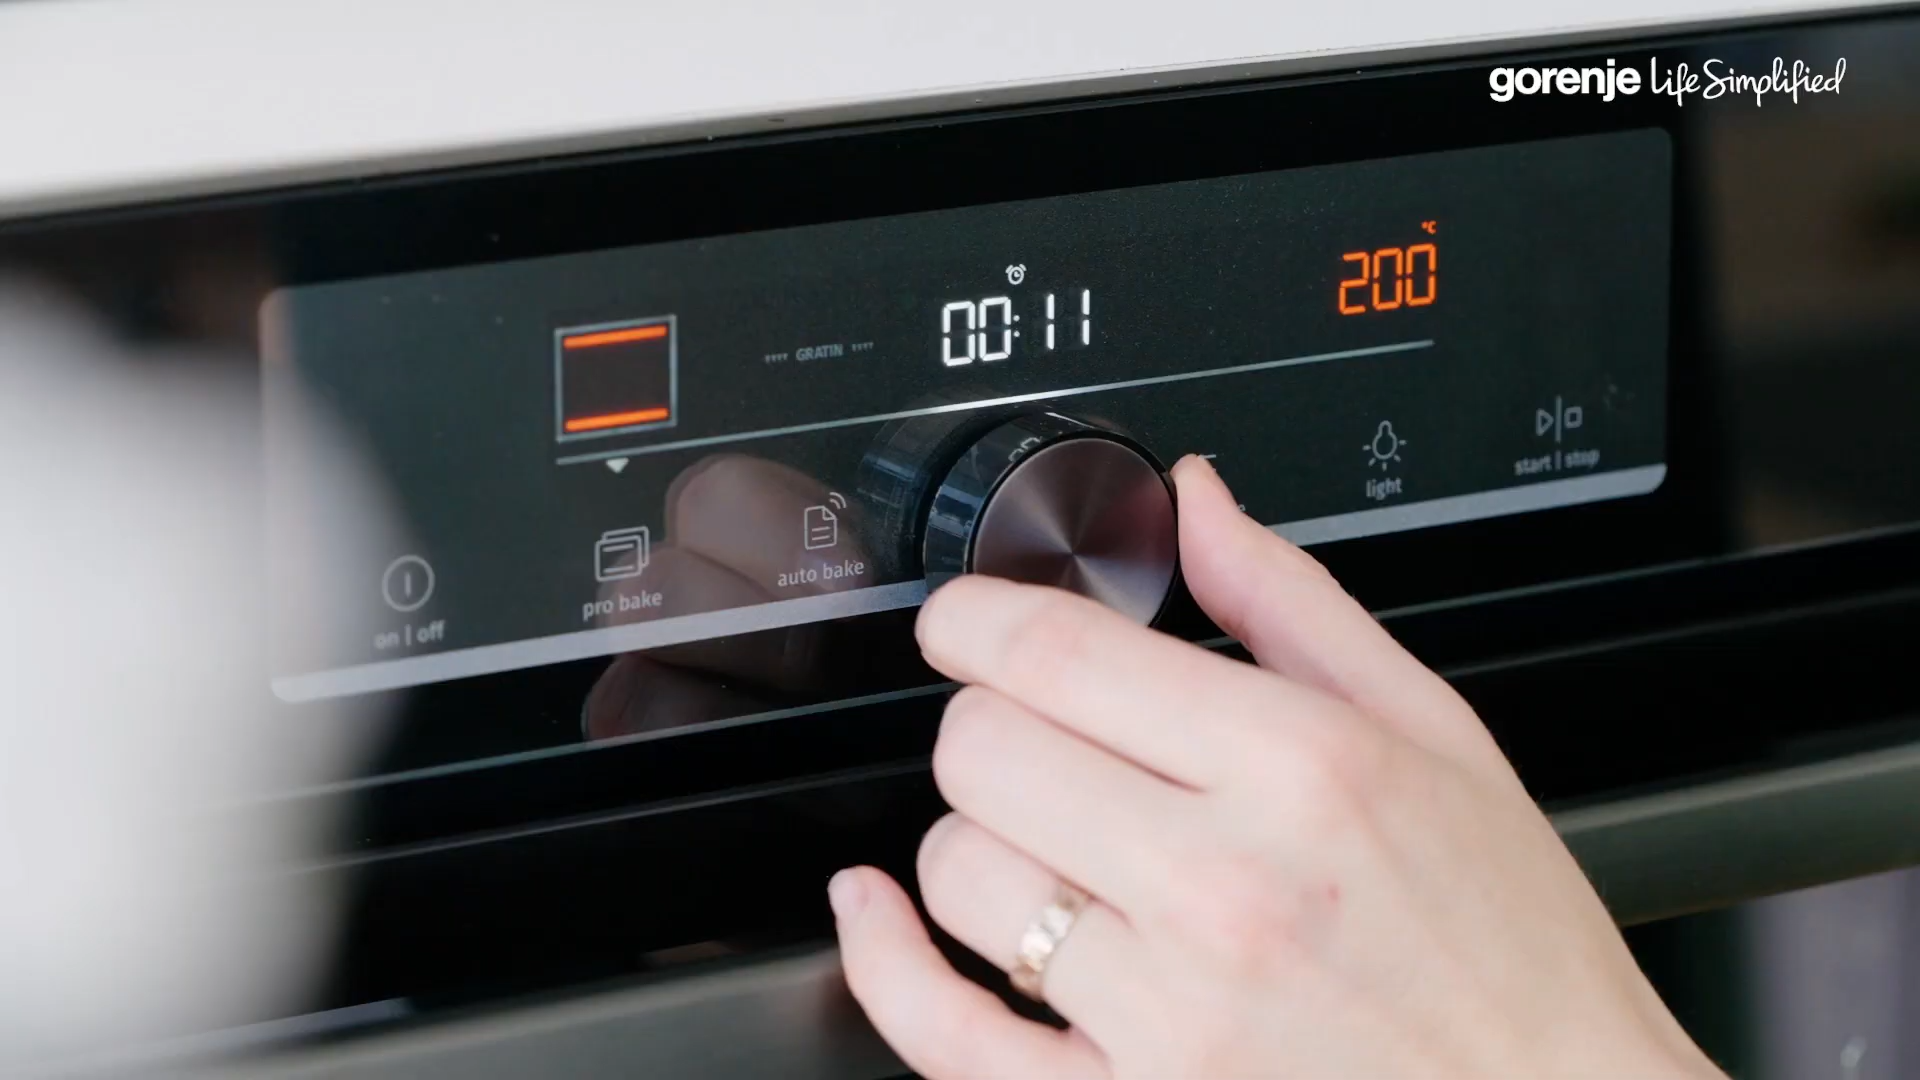 gorenje Life Simplified
°C
GRATIN
00:11
200
on | off
pro bake
auto bake
light
start | stop